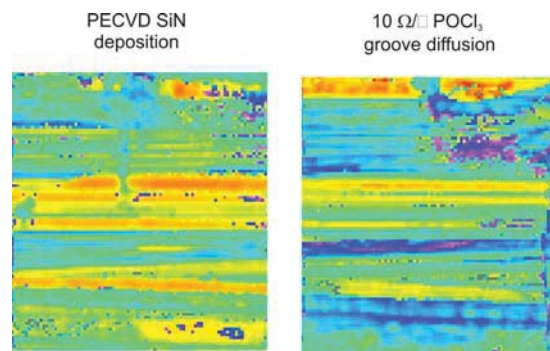 PECVD SiN
deposition
10 Ω/□ POCl₃
groove diffusion